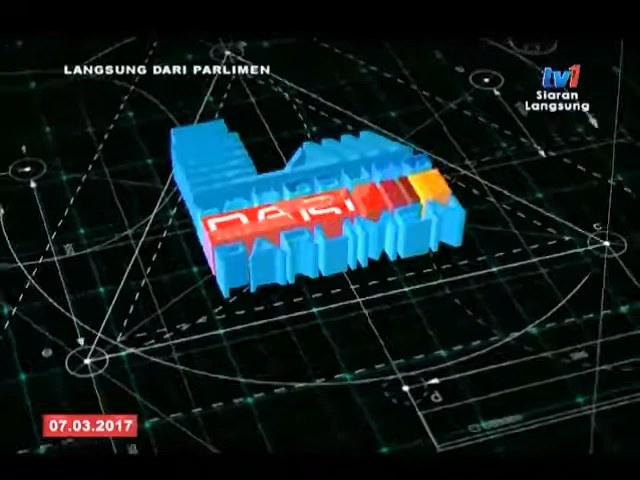 LANGSUNG DARI PARLIMEN
tv1
Siaran
Langsung
DARI
07.03.2017